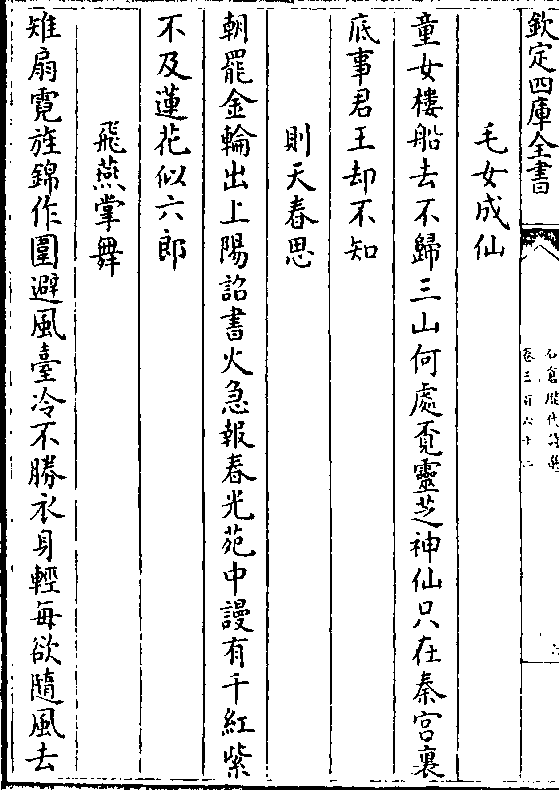 欽定四庫全書
石倉歷代詩選
卷三百六十二
毛女成仙
童女樓船去不歸三山何處覔靈芝神仙只在秦宫裏
底事君王却不知
則天春思
朝罷金輪出上陽詔書火急報春光苑中謾有千紅紫
不及蓮花似六郎
飛燕掌舞
雉扇霓旌錦作圍避風臺冷不勝衣身輕每欲隨風去